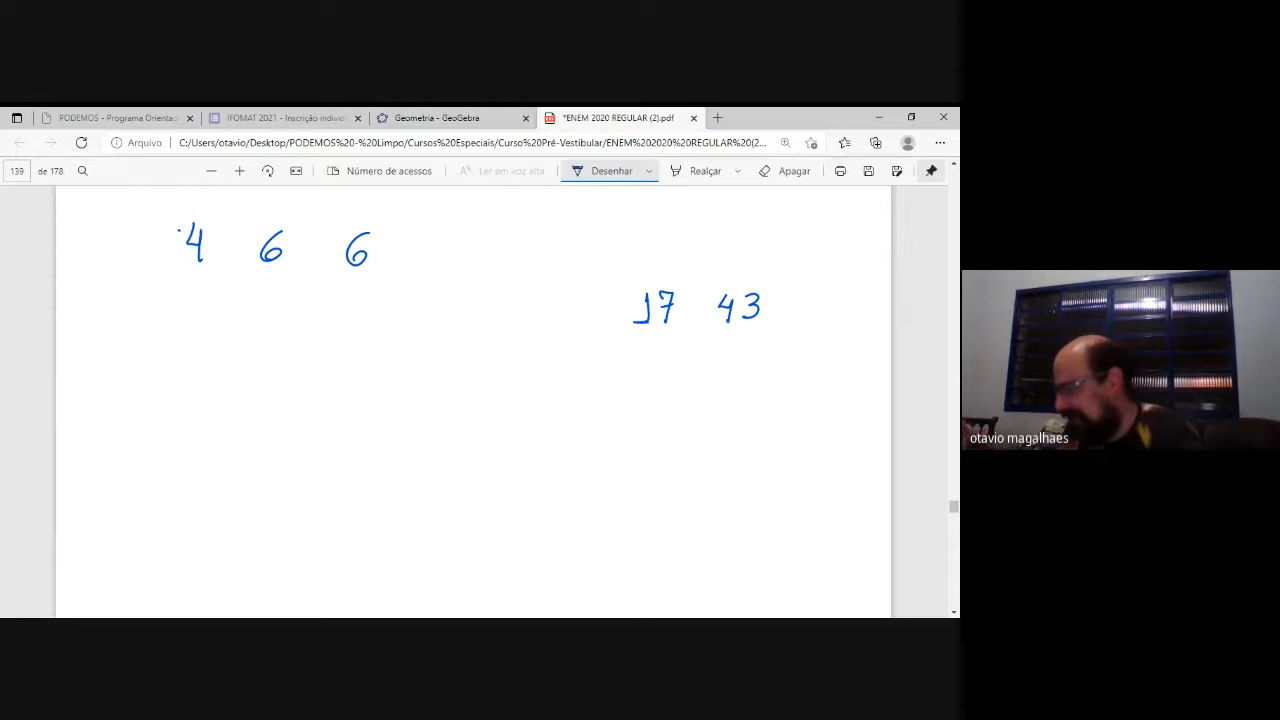 PODEMOS - Programa Orientac
IFOMAT 2021 - Inscrição individ
Geometria - GeoGebra
*ENEM 2020 REGULAR (2).pdf
Arquivo C:/Users/otavio/Desktop/PODEMOS%20-%20Limpo/Cursos%20Especiais/Curso%20Pré-Vestibular/ENEM%202020%20REGULAR%20(2...
139 de 178 Número de acessos Ler em voz alta Desenhar Realçar Apagar
4 6 6
17 43
otavio magalhaes